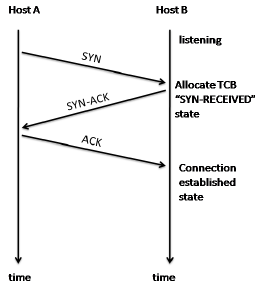 Host A
Host B
listening
SYN
Allocate TCB
“SYN-RECEIVED”
state
SYN-ACK
ACK
Connection
established
state
time
time